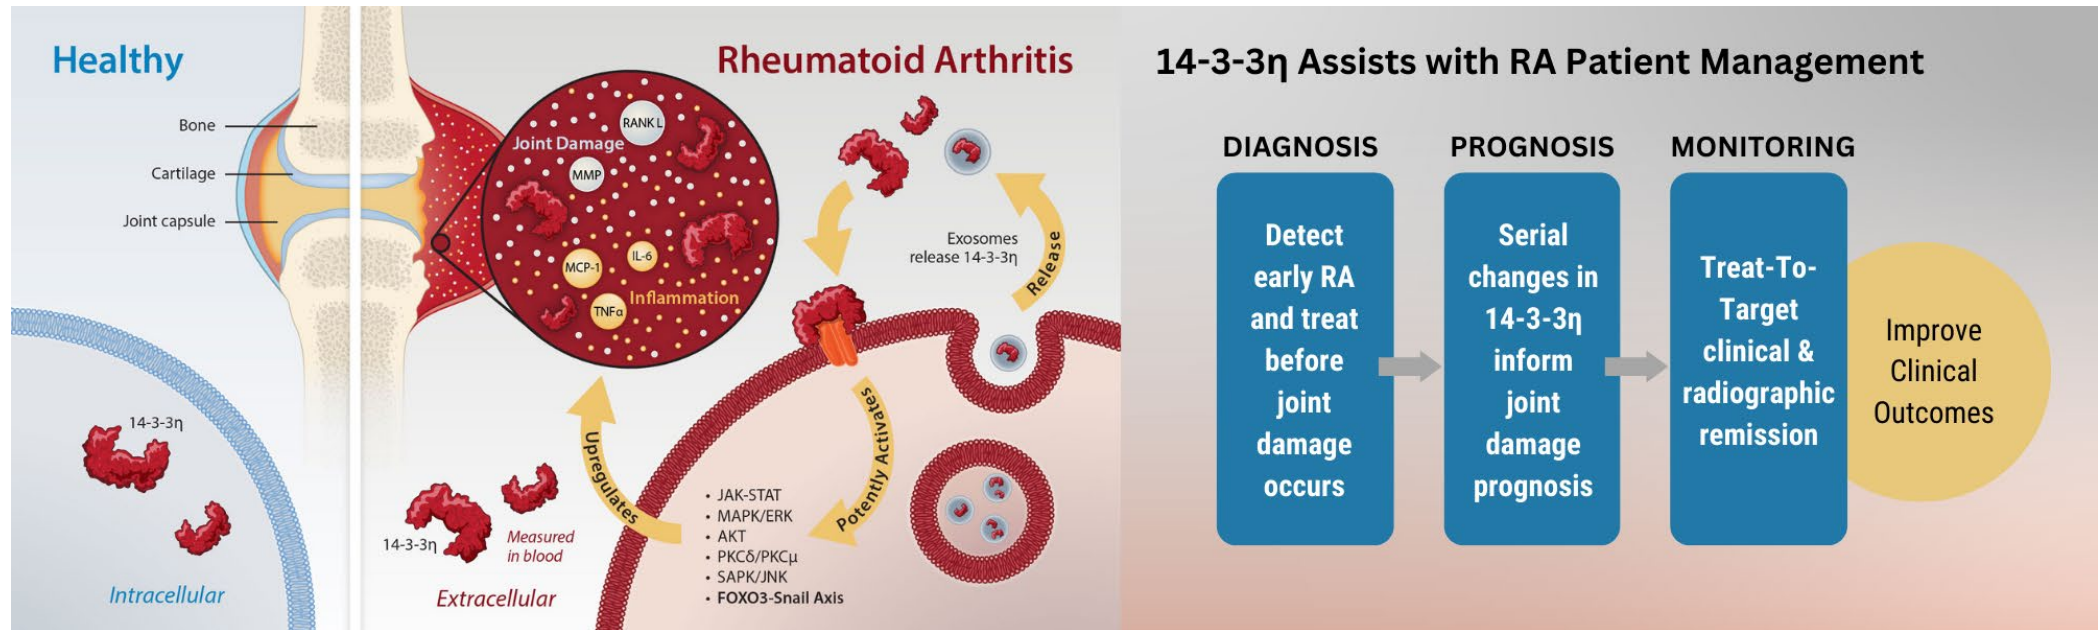 Healthy
Bone
Cartilage
Joint capsule
14-3-3η
Intracellular
Rheumatoid Arthritis
RANK L
Joint Damage
MMP
MCP-1
IL-6
TNFα
Inflammation
Exosomes
release 14-3-3η
Release
Potently Activates
Upregulates
• JAK-STAT
• MAPK/ERK
• AKT
• PKCδ/PKCμ
• SAPK/JNK
• FOXO3-Snail Axis
14-3-3η
Measured
in blood
Extracellular
14-3-3η Assists with RA Patient Management
DIAGNOSIS
Detect
early RA
and treat
before
joint
damage
occurs
PROGNOSIS
Serial
changes in
14-3-3η
inform
joint
damage
prognosis
MONITORING
Treat-To-
Target
clinical &
radiographic
remission
Improve
Clinical
Outcomes